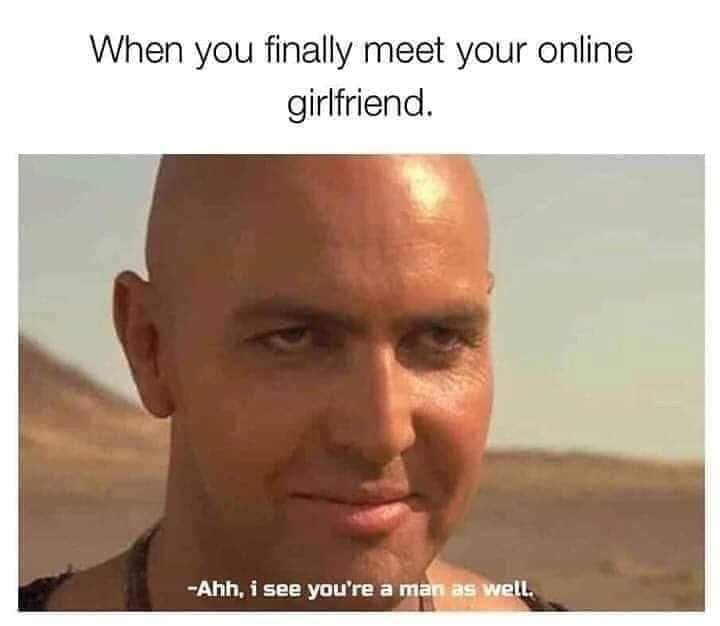 When you finally meet your online
girlfriend.
-Ahh, i see you're a man as well.